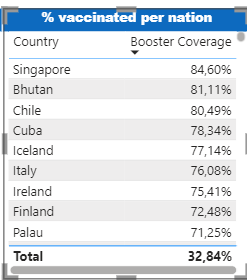 % vaccinated per nation
Country Booster Coverage
Singapore 84,60%
Bhutan 81,11%
Chile 80,49%
Cuba 78,34%
Iceland 77,14%
Italy 76,08%
Ireland 75,41%
Finland 72,48%
Palau 71,25%
Total 32,84%